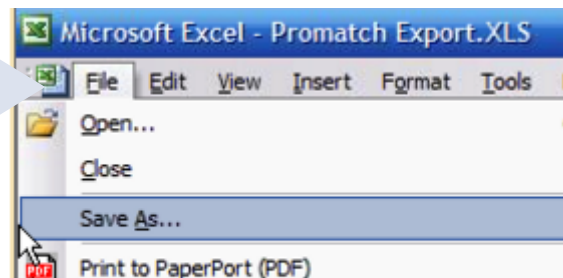 Microsoft Excel - Promatch Export.XLS
File Edit View Insert Format Tools
Open...
Close
Save As...
PDF Print to PaperPort (PDF)